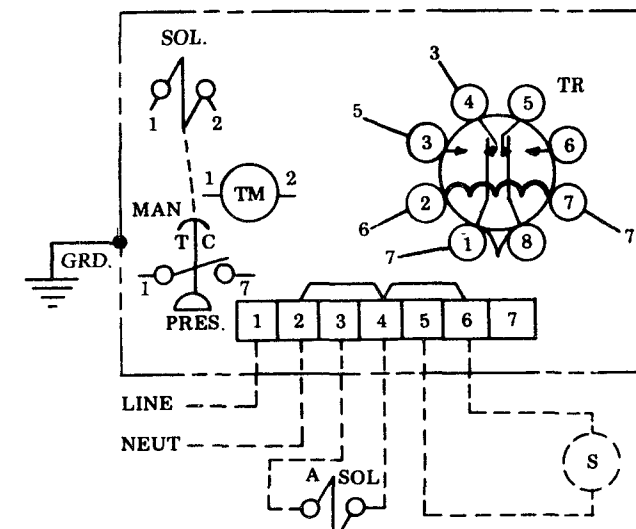 SOL.
1 2
3
4 5 TR
5
3 6
1 TM 2
MAN
2 7
6 7
T C
7 1 8
GRD.
1 7
PRES.
1 2 3 4 5 6 7
LINE
NEUT
A SOL
S